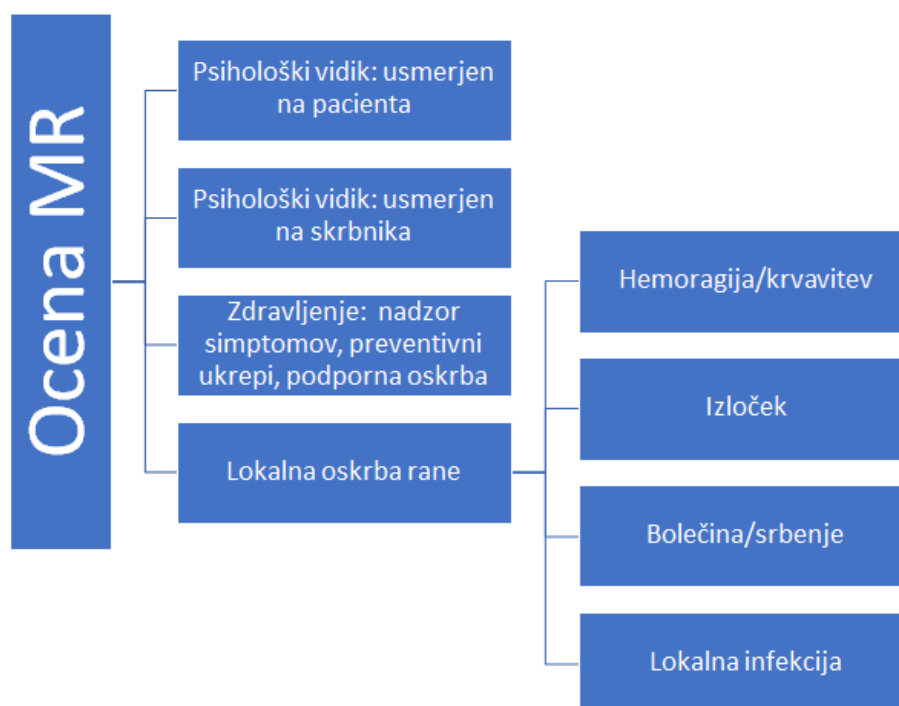 Ocena MR
Psihološki vidik: usmerjen
na pacienta
Psihološki vidik: usmerjen
na skrbnika
Zdravljenje: nadzor
simptomov, preventivni
ukrepi, podporna oskrba
Lokalna oskrba rane
Hemoragija/krvavitev
Izloček
Bolečina/srbenje
Lokalna infekcija